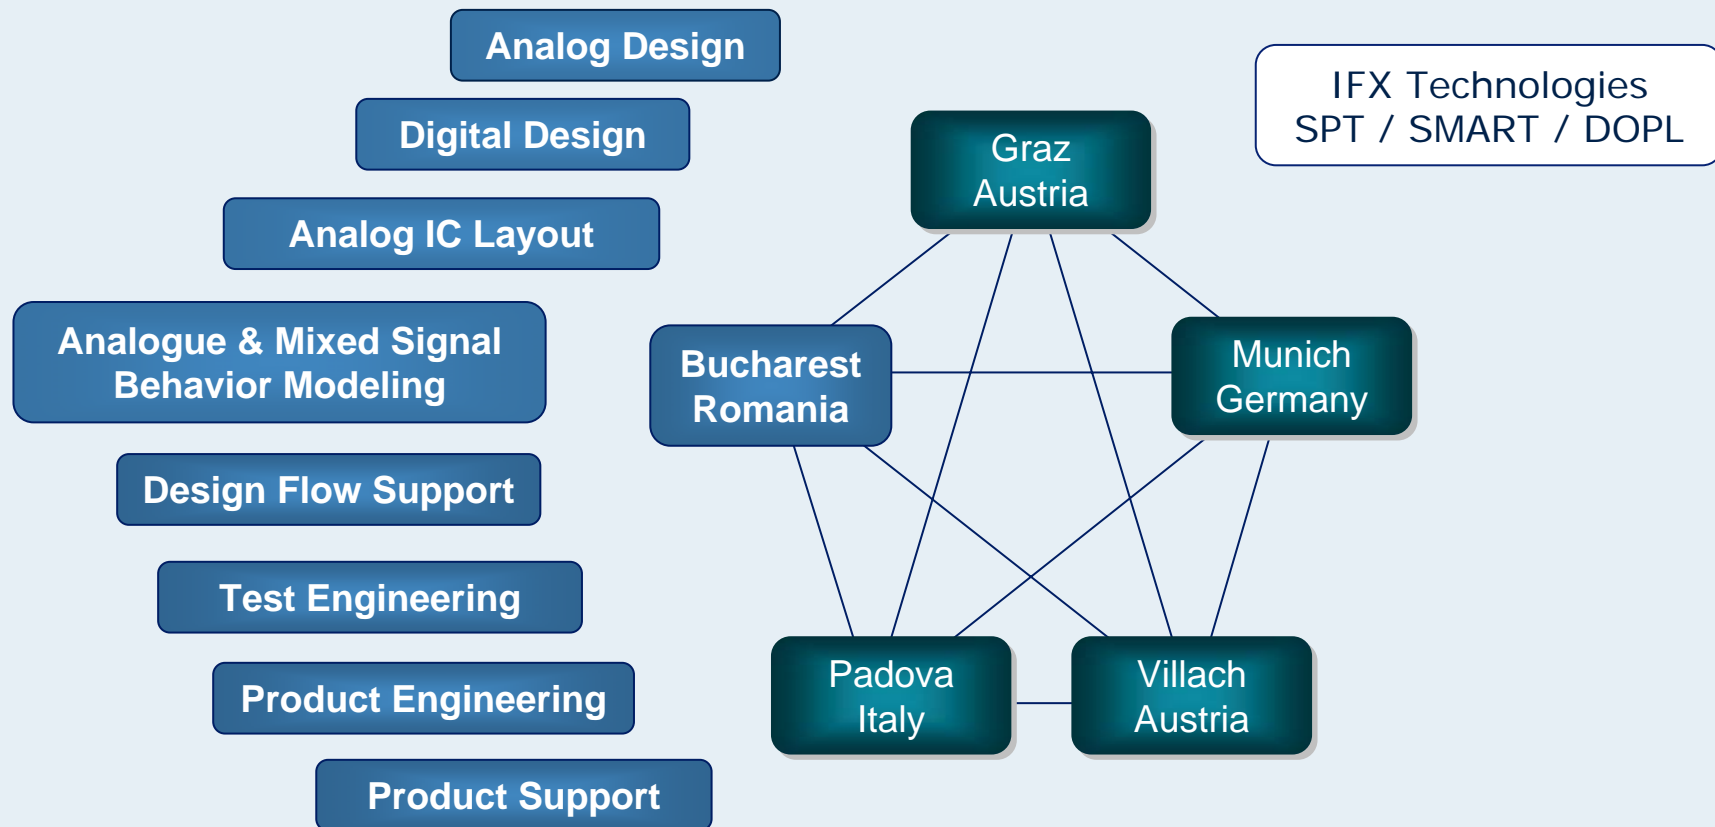 Analog Design
Digital Design
Analog IC Layout
Analogue & Mixed Signal
Behavior Modeling
Design Flow Support
Test Engineering
Product Engineering
Product Support
Graz
Austria
Bucharest
Romania
Munich
Germany
Padova
Italy
Villach
Austria
IFX Technologies
SPT / SMART / DOPL